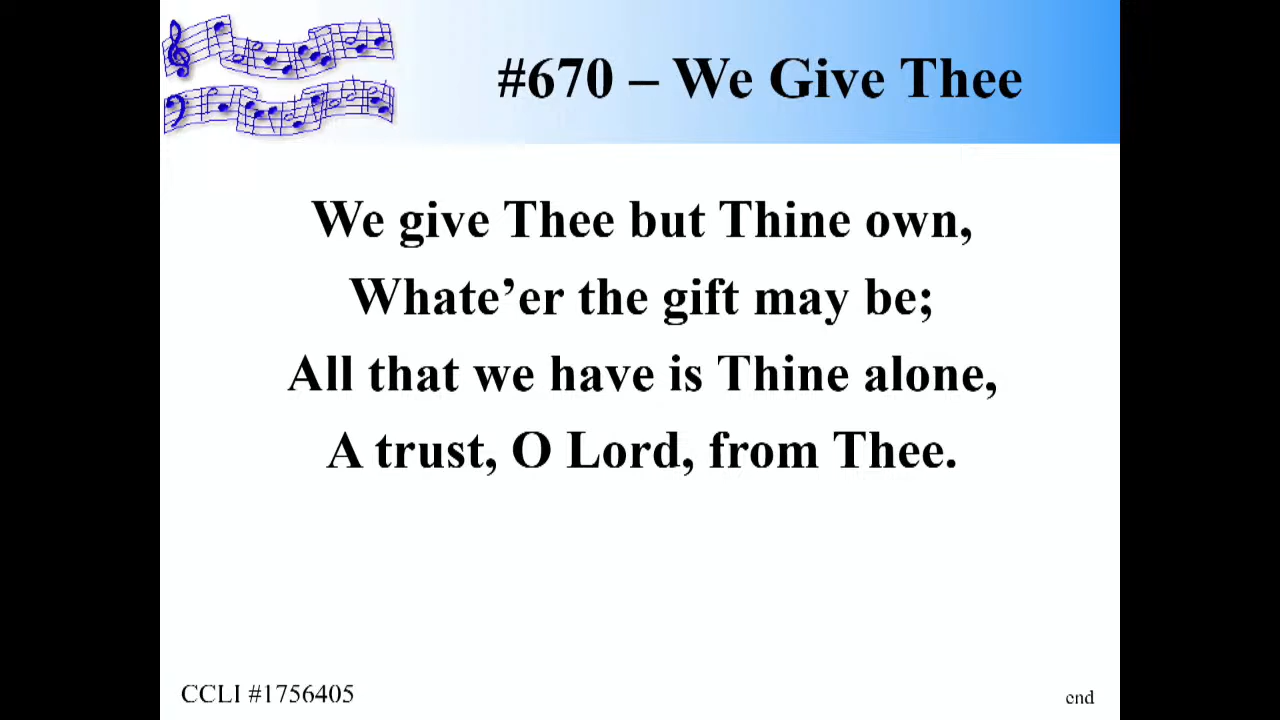 #670 – We Give Thee
We give Thee but Thine own,
Whate’er the gift may be;
All that we have is Thine alone,
A trust, O Lord, from Thee.
CCLI #1756405
end